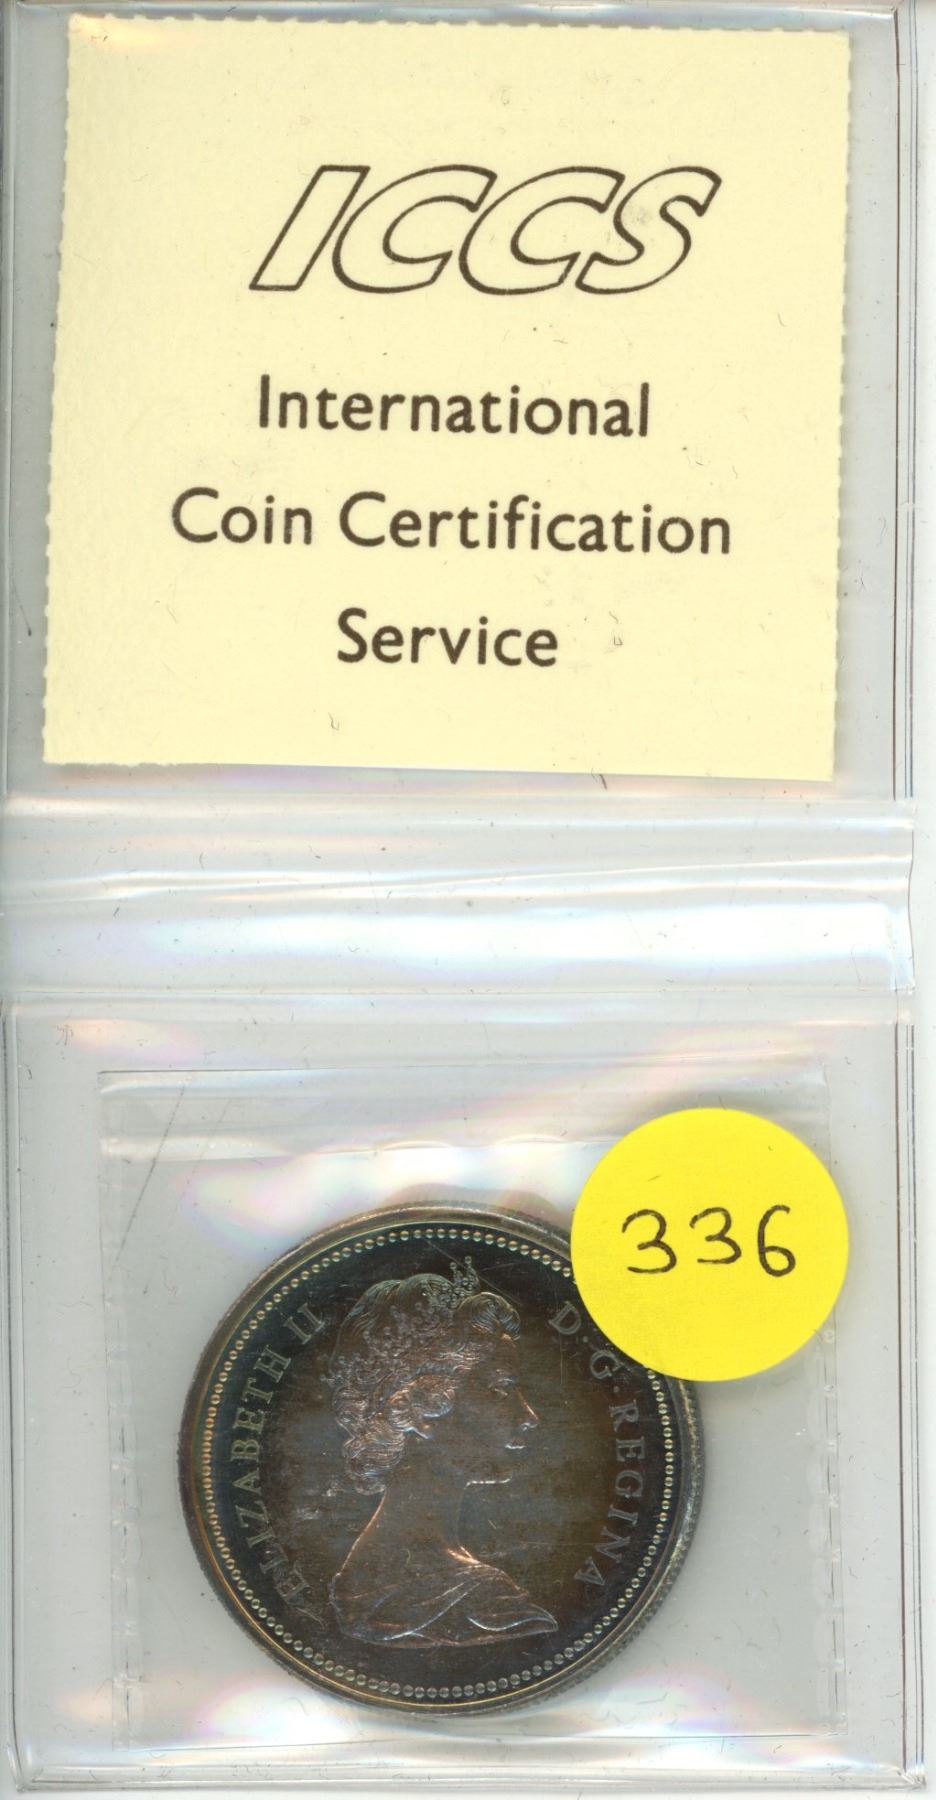 ICCS
International
Coin Certification
Service
336
ELIZABETH II
D·G·REGINA